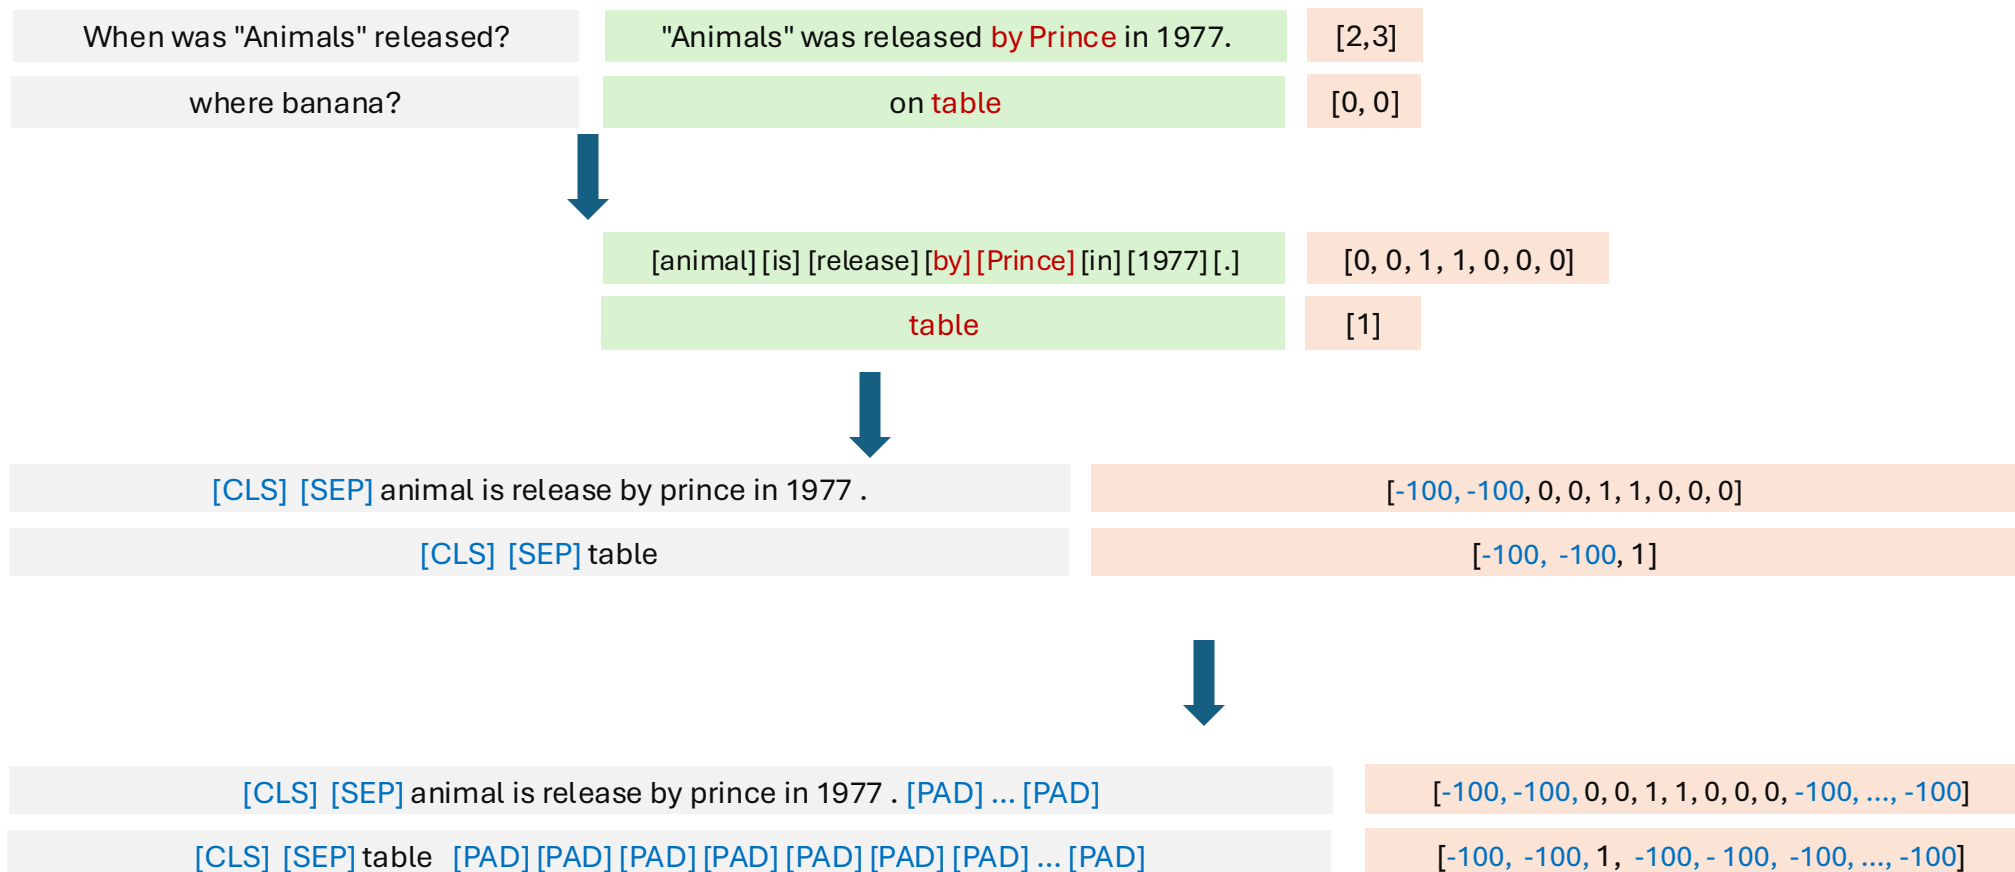 When was "Animals" released? "Animals" was released by Prince in 1977. [2,3]
where banana? on table [0, 0]
[animal] [is] [release] [by] [Prince] [in] [1977] [.] [0, 0, 1, 1, 0, 0, 0]
table [1]
[CLS] [SEP] animal is release by prince in 1977 . [-100, -100, 0, 0, 1, 1, 0, 0, 0]
[CLS] [SEP] table [-100, -100, 1]
[CLS] [SEP] animal is release by prince in 1977 . [PAD] ... [PAD] [-100, -100, 0, 0, 1, 1, 0, 0, 0, -100, ..., -100]
[CLS] [SEP] table [PAD] [PAD] [PAD] [PAD] [PAD] [PAD] [PAD] ... [PAD] [-100, -100, 1, -100, - 100, -100, ..., -100]